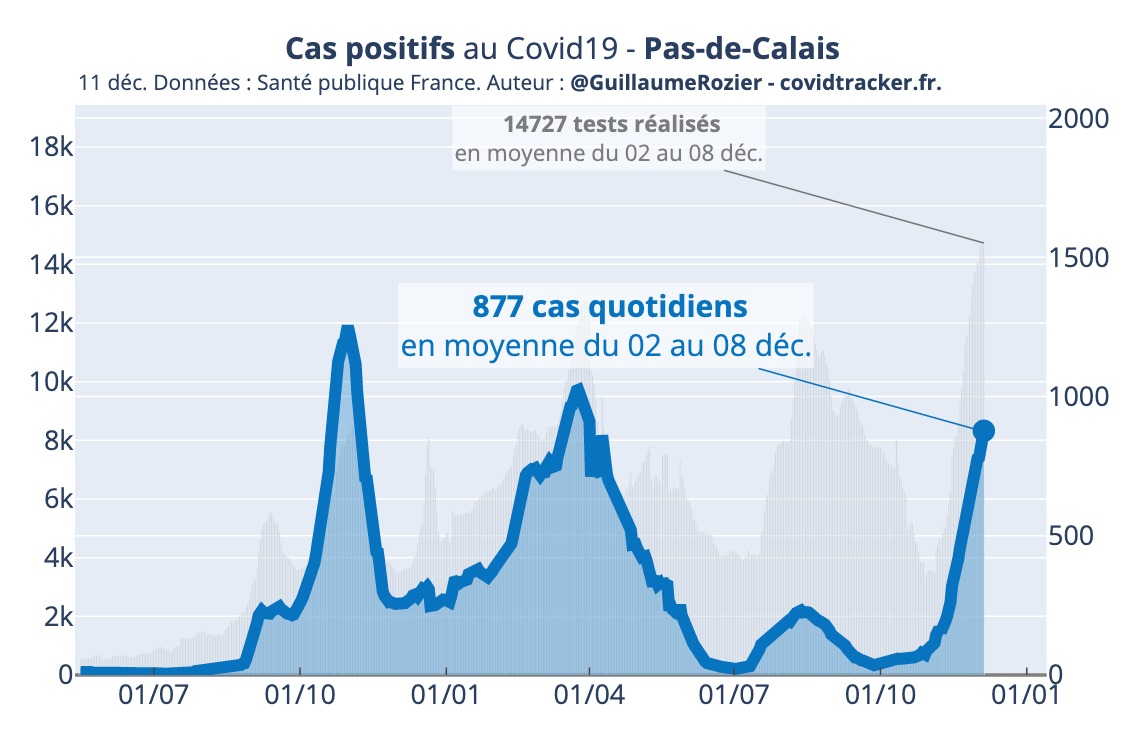 Cas positifs au Covid19 - Pas-de-Calais
11 déc. Données : Santé publique France. Auteur : @GuillaumeRozier - covidtracker.fr.
14727 tests réalisés
en moyenne du 02 au 08 déc.
877 cas quotidiens
en moyenne du 02 au 08 déc.
18k
16k
14k
12k
10k
8k
6k
4k
2k
0
2000
1500
1000
500
0
01/07
01/10
01/01
01/04
01/07
01/10
01/01